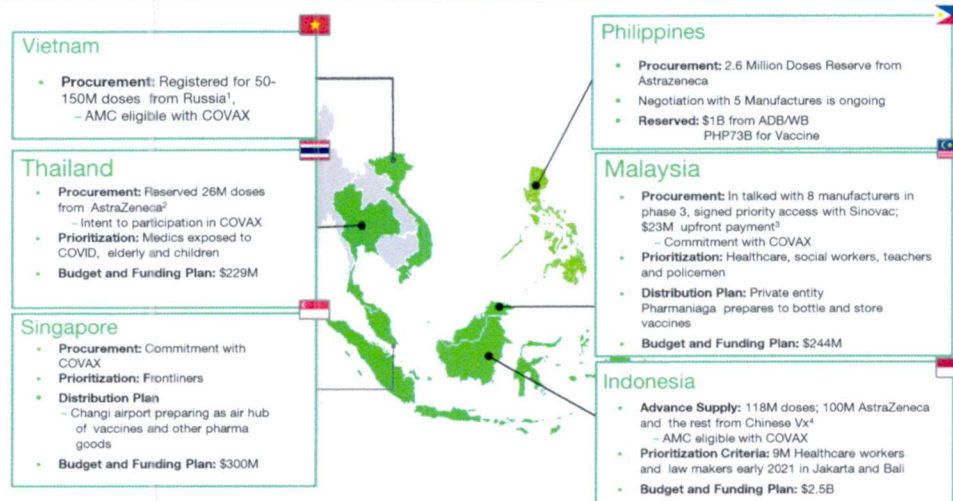 Vietnam
Procurement: Registered for 50-
150M doses from Russia¹,
– AMC eligible with COVAX
Thailand
Procurement: Reserved 26M doses
from AstraZeneca²
– Intent to participation in COVAX
Prioritization: Medics exposed to
COVID, elderly and children
Budget and Funding Plan: $229M
Singapore
Procurement: Commitment with
COVAX
Prioritization: Frontliners
Distribution Plan
– Changi airport preparing as air hub
of vaccines and other pharma
goods
Budget and Funding Plan: $300M
Philippines
Procurement: 2.6 Million Doses Reserve from
Astrazeneca
Negotiation with 5 Manufactures is ongoing
Reserved: $1B from ADB/WB
PHP73B for Vaccine
Malaysia
Procurement: In talked with 8 manufacturers in
phase 3, signed priority access with Sinovac;
$23M upfront payment³
– Commitment with COVAX
Prioritization: Healthcare, social workers, teachers
and policemen
Distribution Plan: Private entity
Pharmaniaga prepares to bottle and store
vaccines
Budget and Funding Plan: $244M
Indonesia
Advance Supply: 118M doses; 100M AstraZeneca
and the rest from Chinese Vx⁴
– AMC eligible with COVAX
Prioritization Criteria: 9M Healthcare workers
and law makers early 2021 in Jakarta and Bali
Budget and Funding Plan: $2.5B